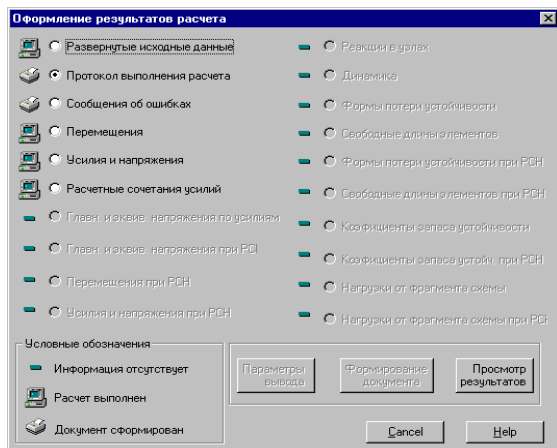 Оформление результатов расчета
Развернутые исходные данные
Протокол выполнения расчета
Сообщения об ошибках
Перемещения
Усилия и напряжения
Расчетные сочетания усилий
Главн. и эквив. напряжения по усилиям
Главн. и эквив. напряжения при РСН
Перемещения при РСН
Усилия и напряжения при РСН
Реакции в узлах
Динамика
Формы потери устойчивости
Свободные длины элементов
Формы потери устойчивости при РСН
Свободные длины элементов при РСН
Коэфициенты запаса устойчивости
Коэфициенты запаса устойч. при РСН
Нагрузки от фрагмента схемы
Нагрузки от фрагмента схемы при РСН
Условные обозначения
Информация отсутствует
Расчет выполнен
Документ сформирован
Параметры
вывода
Формирование
документа
Просмотр
результатов
Cancel
Help